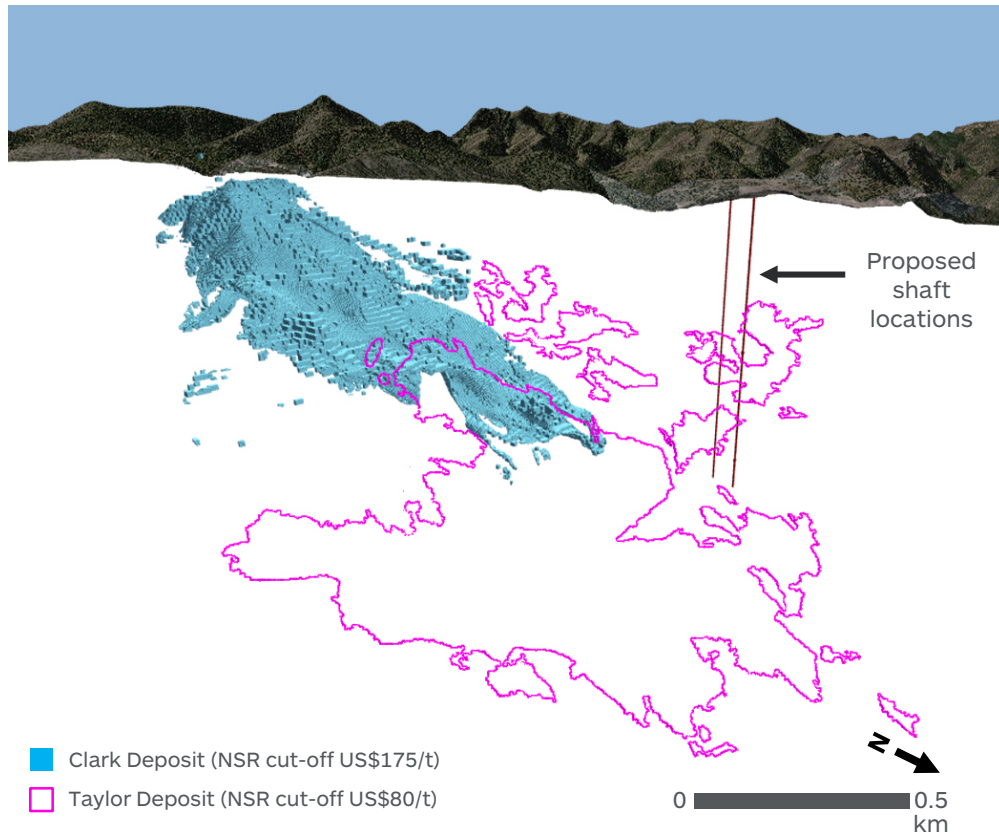 Proposed
shaft
locations
N
Clark Deposit (NSR cut-off US$175/t)
Taylor Deposit (NSR cut-off US$80/t)
0 0.5
km